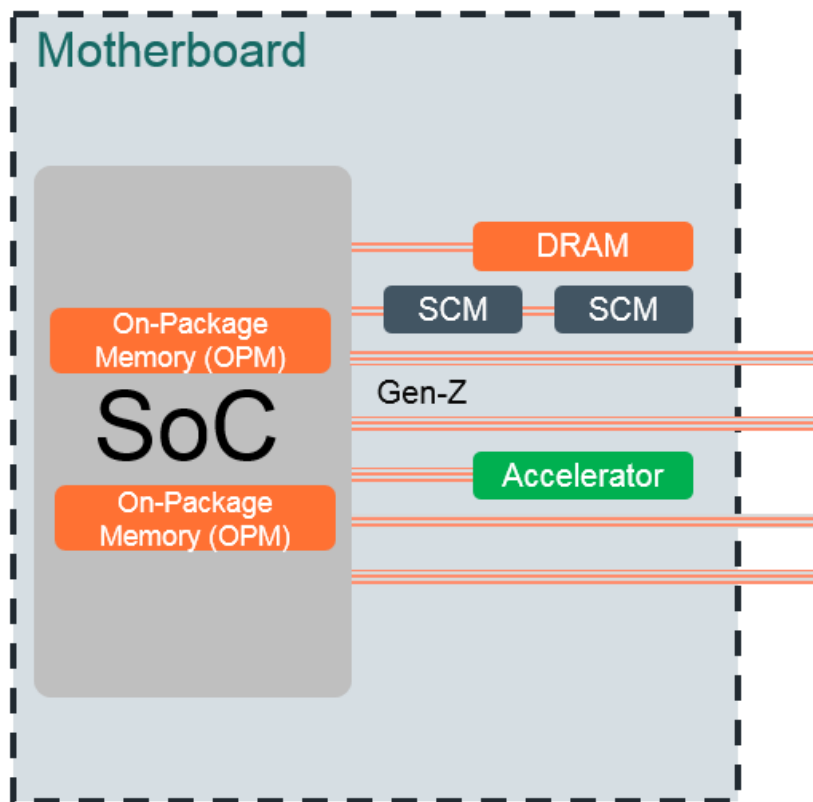 Motherboard
DRAM
SCM
SCM
On-Package
Memory (OPM)
Gen-Z
SoC
Accelerator
On-Package
Memory (OPM)